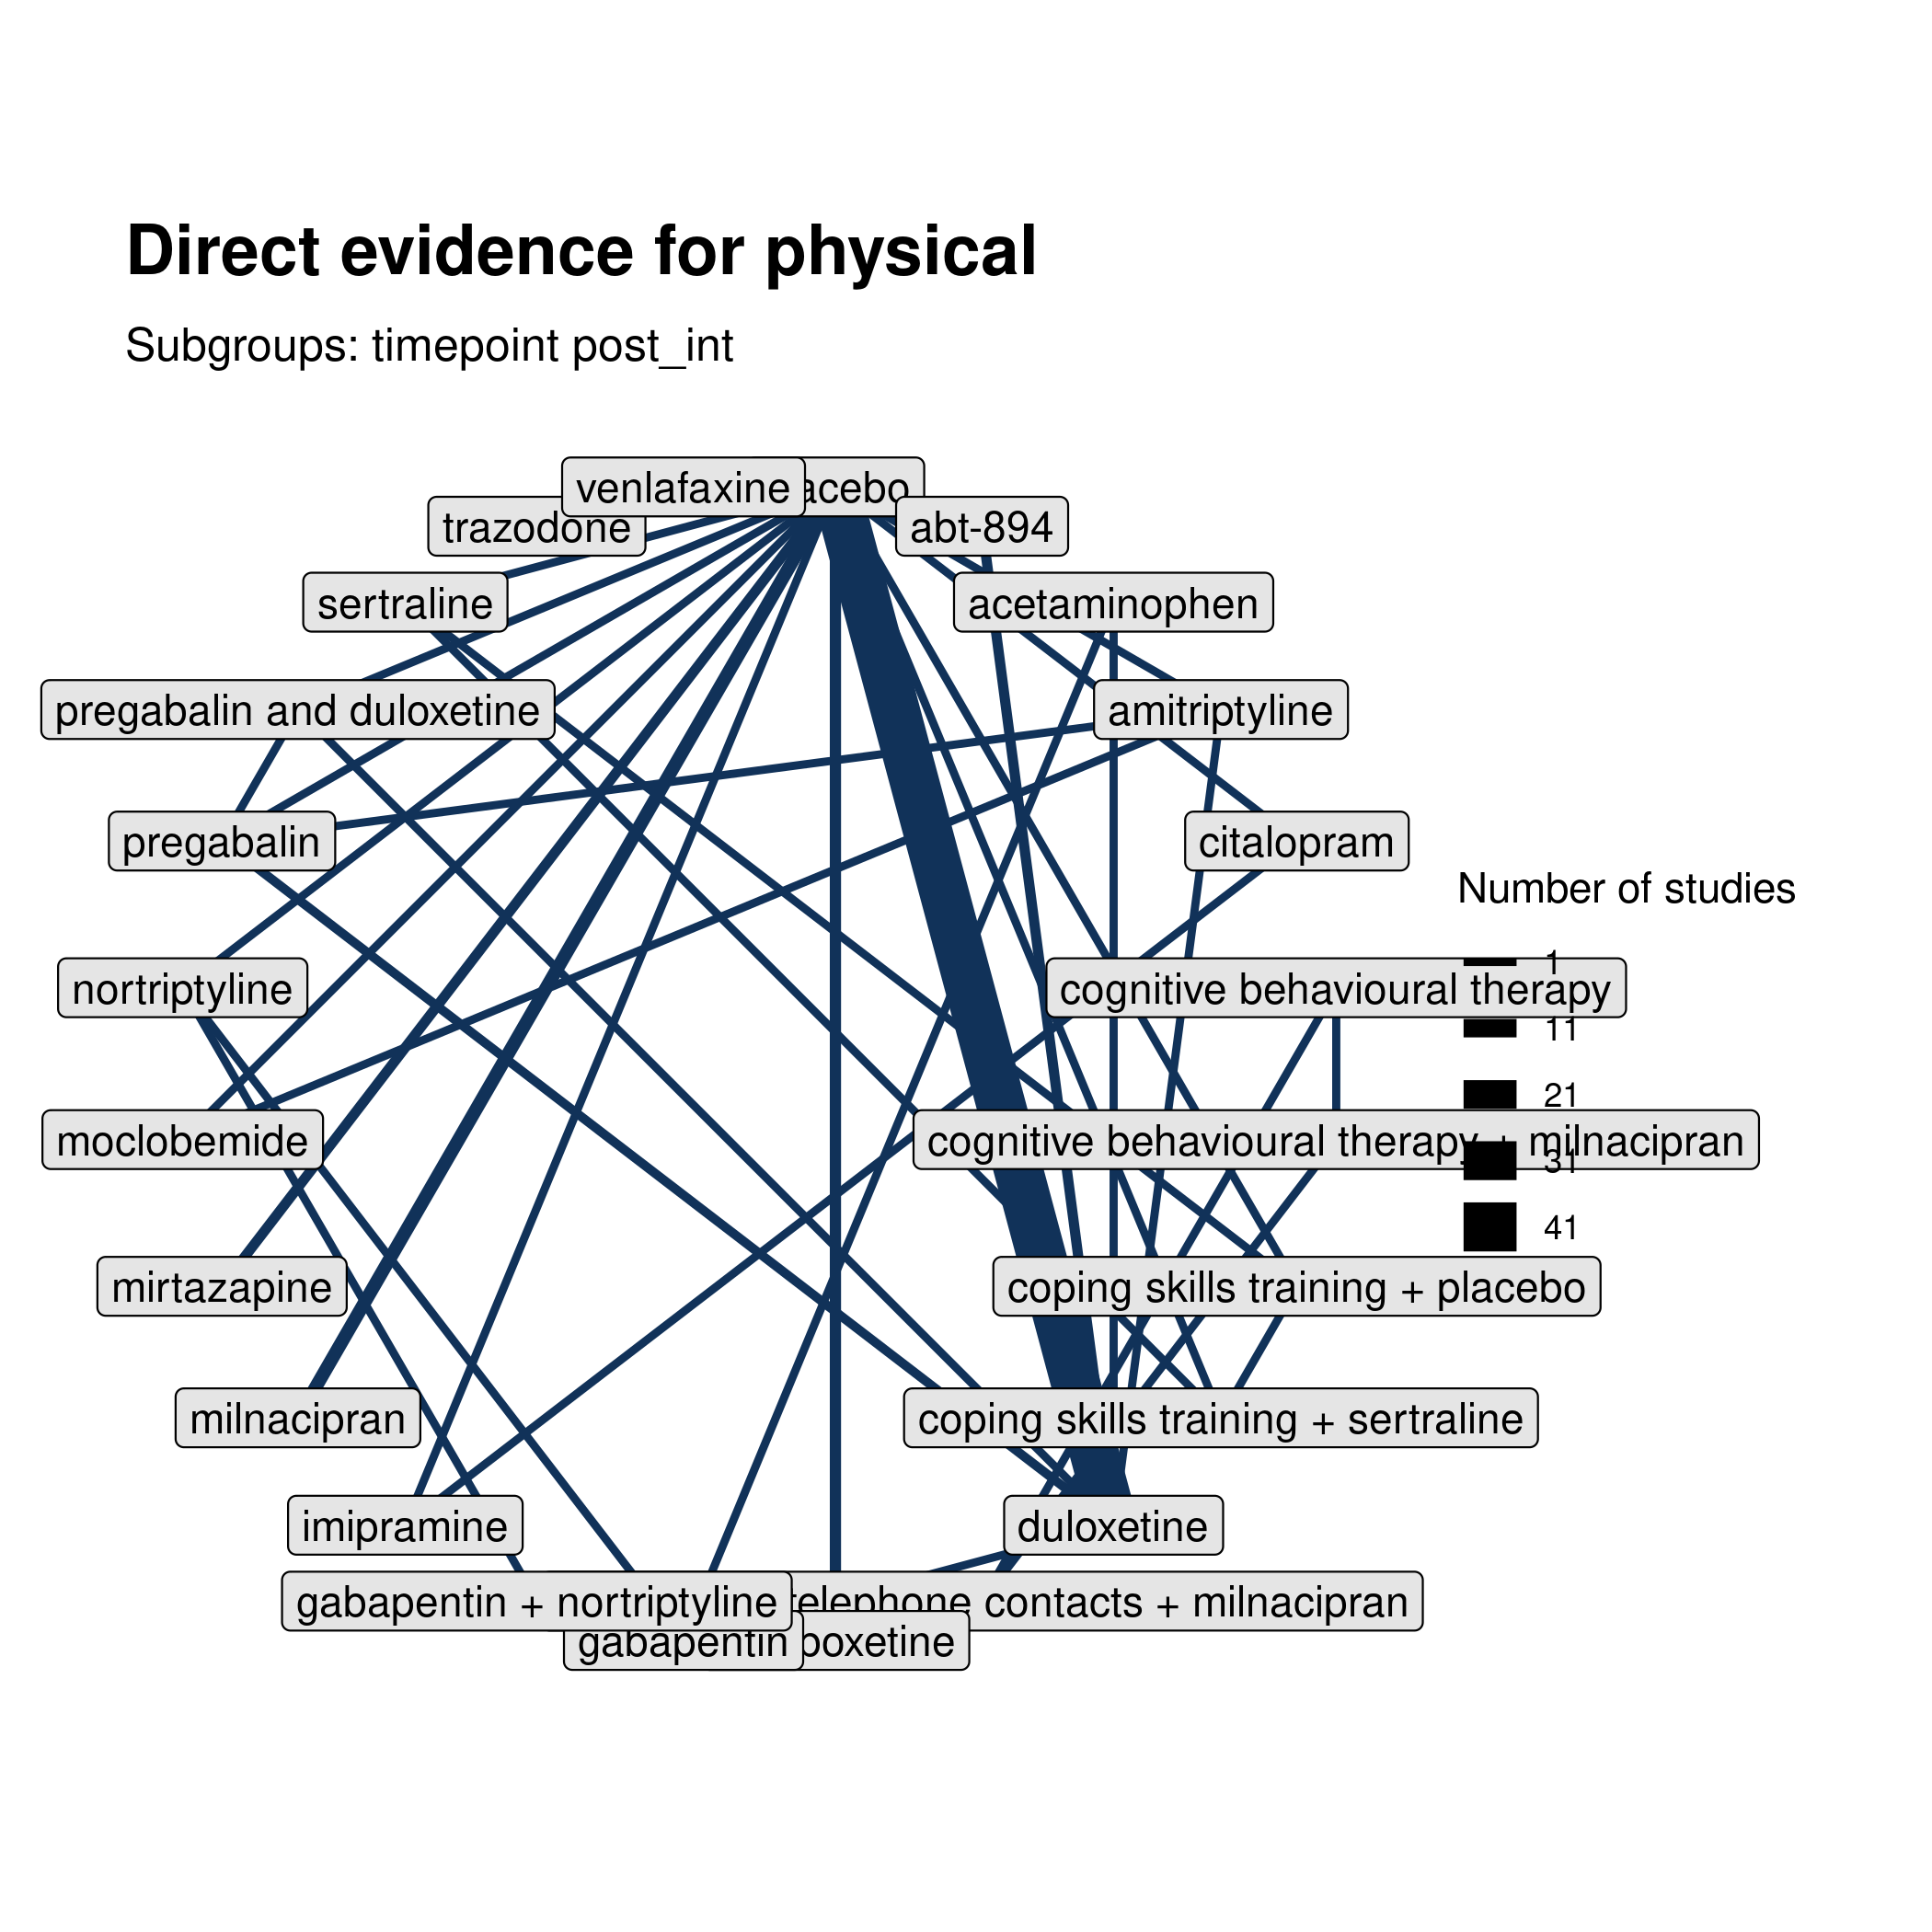 Direct evidence for physical
Subgroups: timepoint post_int
venlafaxine
acebo
trazodone
abt-894
sertraline
acetaminophen
pregabalin and duloxetine
amitriptyline
pregabalin
citalopram
Number of studies
nortriptyline
cognitive behavioural therapy
1
11
21
31
41
moclobemide
cognitive behavioural therapy + milnacipran
mirtazapine
coping skills training + placebo
milnacipran
coping skills training + sertraline
imipramine
duloxetine
gabapentin + nortriptyline
telephone contacts + milnacipran
gabapentin
boxetine